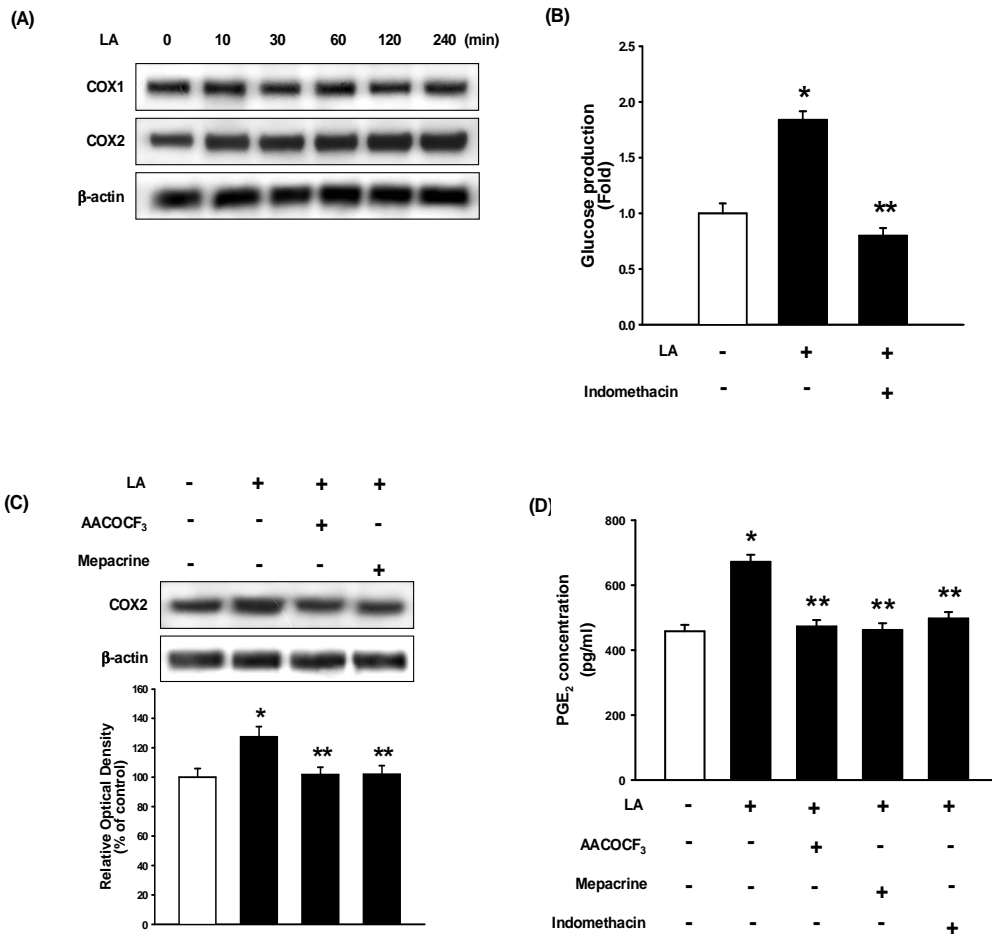 (A)
LA 0 10 30 60 120 240 (min)
COX1
COX2
β-actin
(B)
2.5
2.0
1.5
1.0
0.5
0.0
Glucose production
(Fold)
*
**
LA - + +
Indomethacin - - +
(C)
LA - + + +
AACOCF₃ - - + -
Mepacrine - - - +
COX2
β-actin
160
140
120
100
80
60
40
20
0
Relative Optical Density
(% of control)
*
**
**
(D)
800
600
400
200
0
PGE₂ concentration
(pg/ml)
*
**
**
**
LA - + + + +
AACOCF₃ - - + - -
Mepacrine - - - + -
Indomethacin - - - - +